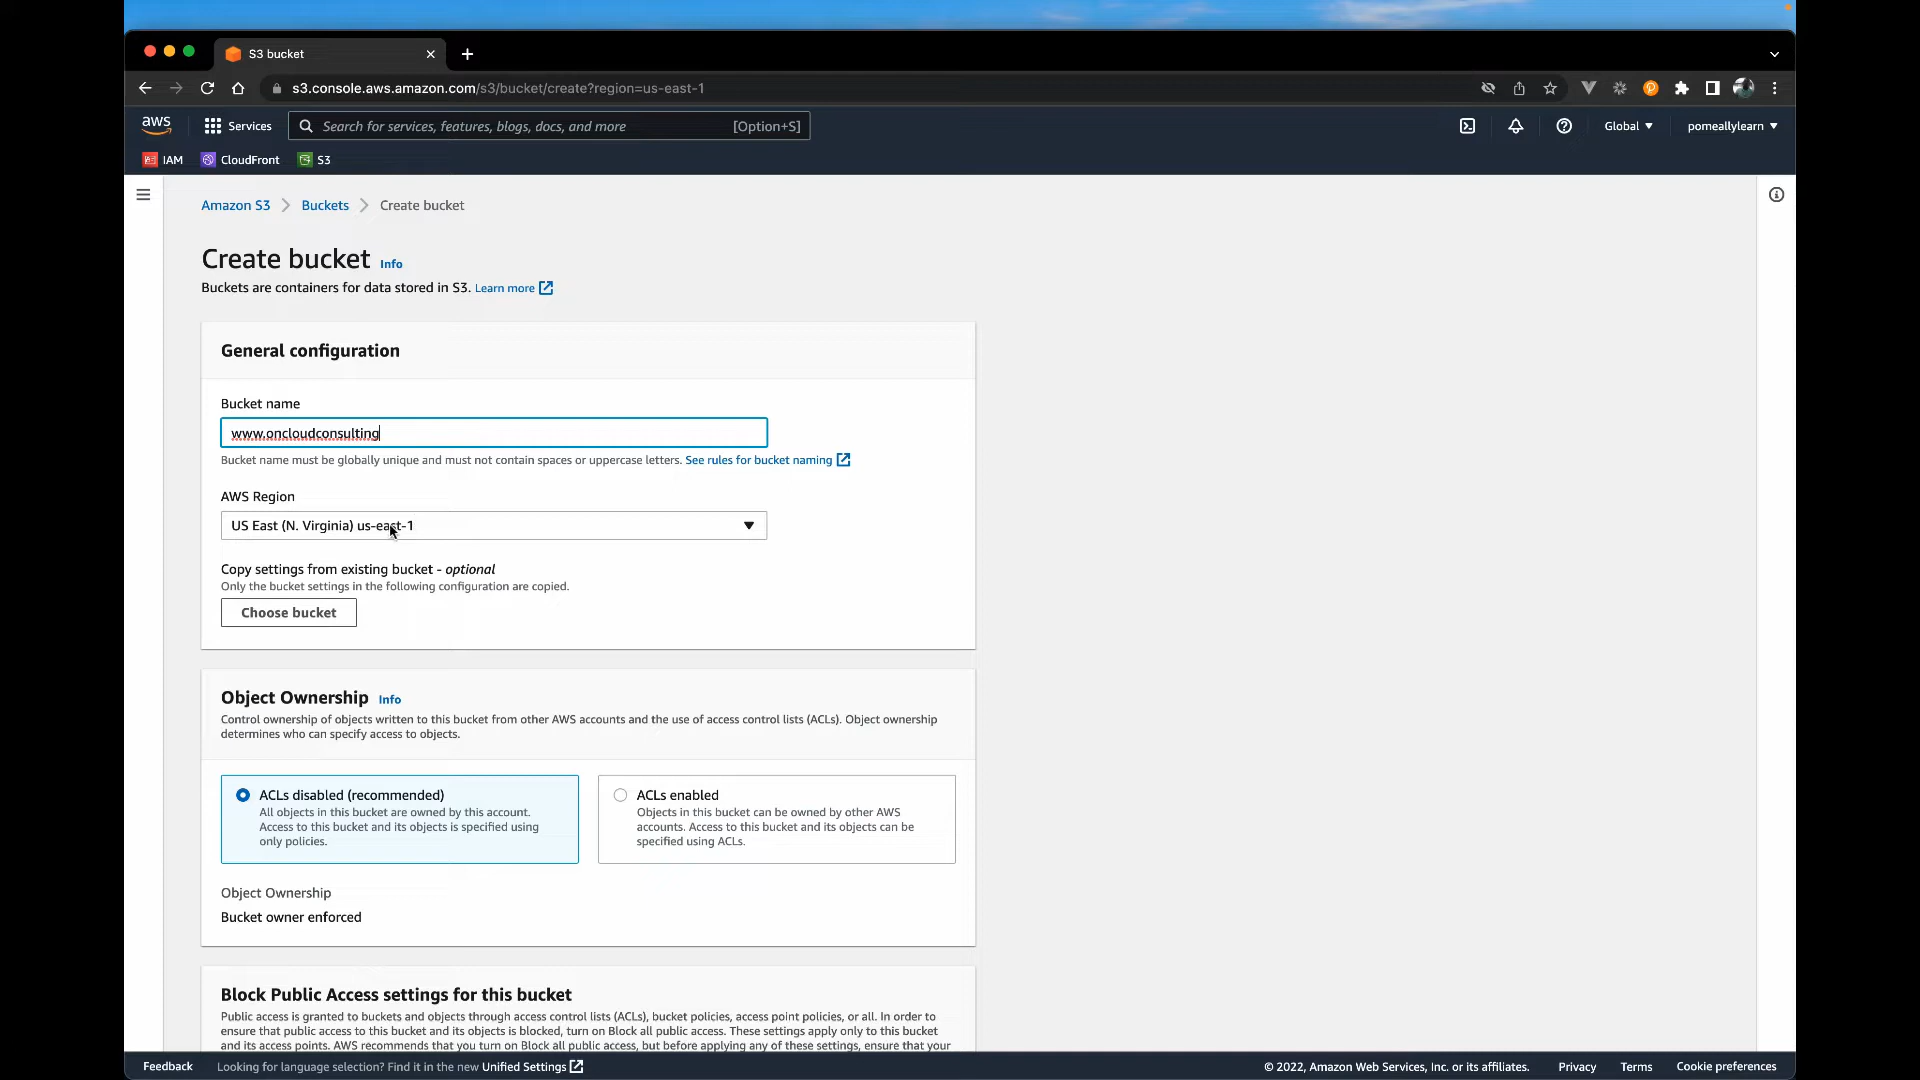 S3 bucket
s3.console.aws.amazon.com/s3/bucket/create?region=us-east-1
aws
Services
Search for services, features, blogs, docs, and more
[Option+S]
Global
pomeallylearn
IAM
CloudFront
S3
Amazon S3
Buckets
Create bucket
Create bucket Info
Buckets are containers for data stored in S3. Learn more
General configuration
Bucket name
www.oncloudconsulting
Bucket name must be globally unique and must not contain spaces or uppercase letters. See rules for bucket naming
AWS Region
US East (N. Virginia) us-east-1
Copy settings from existing bucket - optional
Only the bucket settings in the following configuration are copied.
Choose bucket
Object Ownership Info
Control ownership of objects written to this bucket from other AWS accounts and the use of access control lists (ACLs). Object ownership
determines who can specify access to objects.
ACLs disabled (recommended)
All objects in this bucket are owned by this account.
Access to this bucket and its objects is specified using
only policies.
ACLs enabled
Objects in this bucket can be owned by other AWS
accounts. Access to this bucket and its objects can be
specified using ACLs.
Object Ownership
Bucket owner enforced
Block Public Access settings for this bucket
Public access is granted to buckets and objects through access control lists (ACLs), bucket policies, access point policies, or all. In order to
ensure that public access to this bucket and its objects is blocked, turn on Block all public access. These settings apply only to this bucket
and its access points. AWS recommends that you turn on Block all public access, but before applying any of these settings, ensure that your
Feedback
Looking for language selection? Find it in the new Unified Settings
© 2022, Amazon Web Services, Inc. or its affiliates.
Privacy
Terms
Cookie preferences